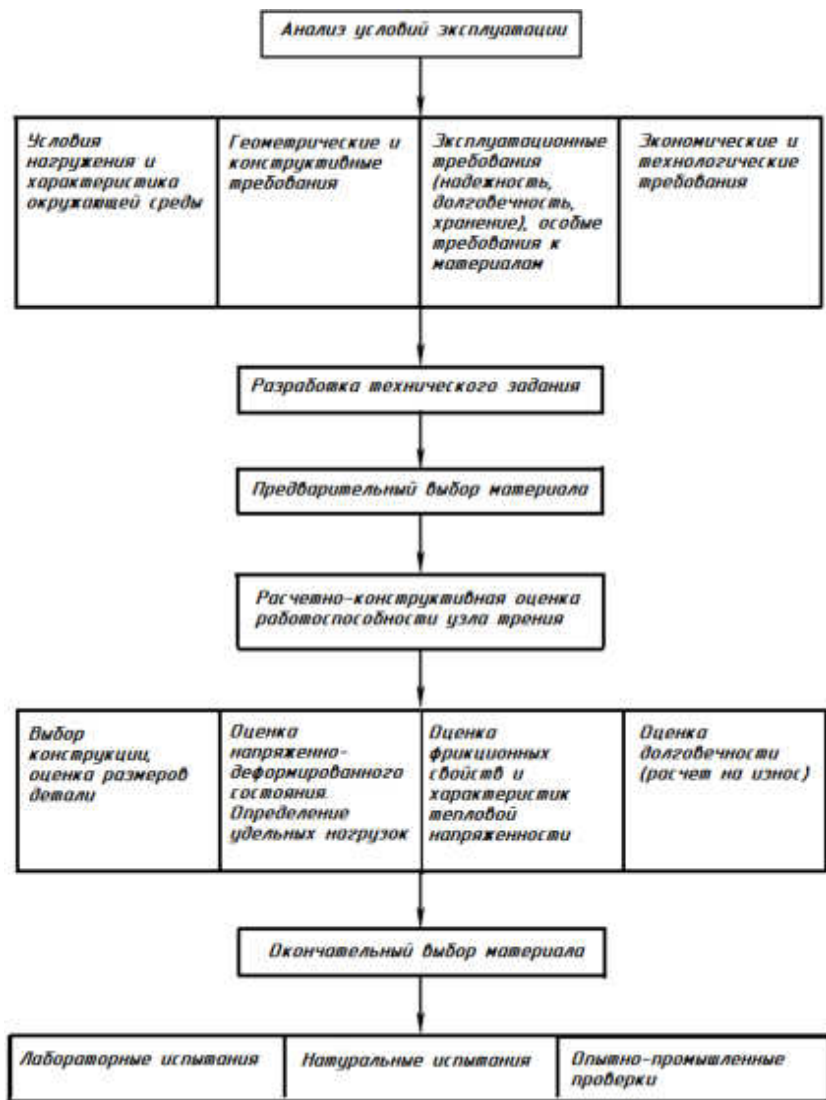 Анализ условий эксплуатации
Условия
нагружения и
характеристика
окружающей среды
Геометрические и
конструктивные
требования
Эксплуатационные
требования
(надежность,
долговечность,
хранение), особые
требования к
материалам
Экономические и
технологические
требования
Разработка технического задания
Предварительный выбор материала
Расчетно-конструктивная оценка
работоспособности узла трения
Выбор
конструкции,
оценка размеров
детали
Оценка
напряженно-
деформированного
состояния.
Определение
удельных нагрузок
Оценка
фрикционных
свойств и
характеристик
тепловой
напряженности
Оценка
долговечности
(расчет на износ)
Окончательный выбор материала
Лабораторные испытания
Натуральные испытания
Опытно-промышленные
проверки